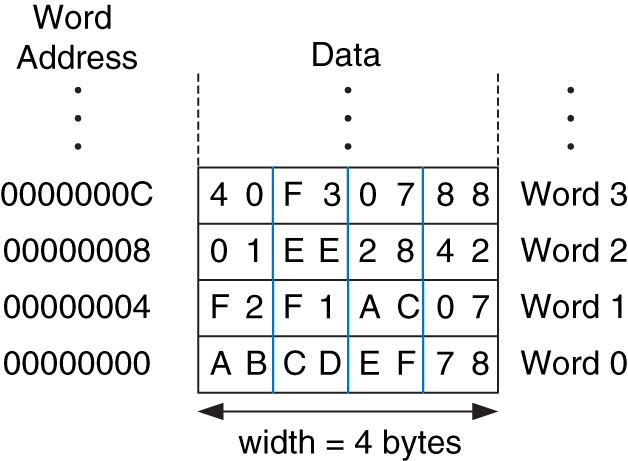 Word
Address Data
0000000C 4 0 F 3 0 7 8 8 Word 3
00000008 0 1 E E 2 8 4 2 Word 2
00000004 F 2 F 1 A C 0 7 Word 1
00000000 A B C D E F 7 8 Word 0
width = 4 bytes